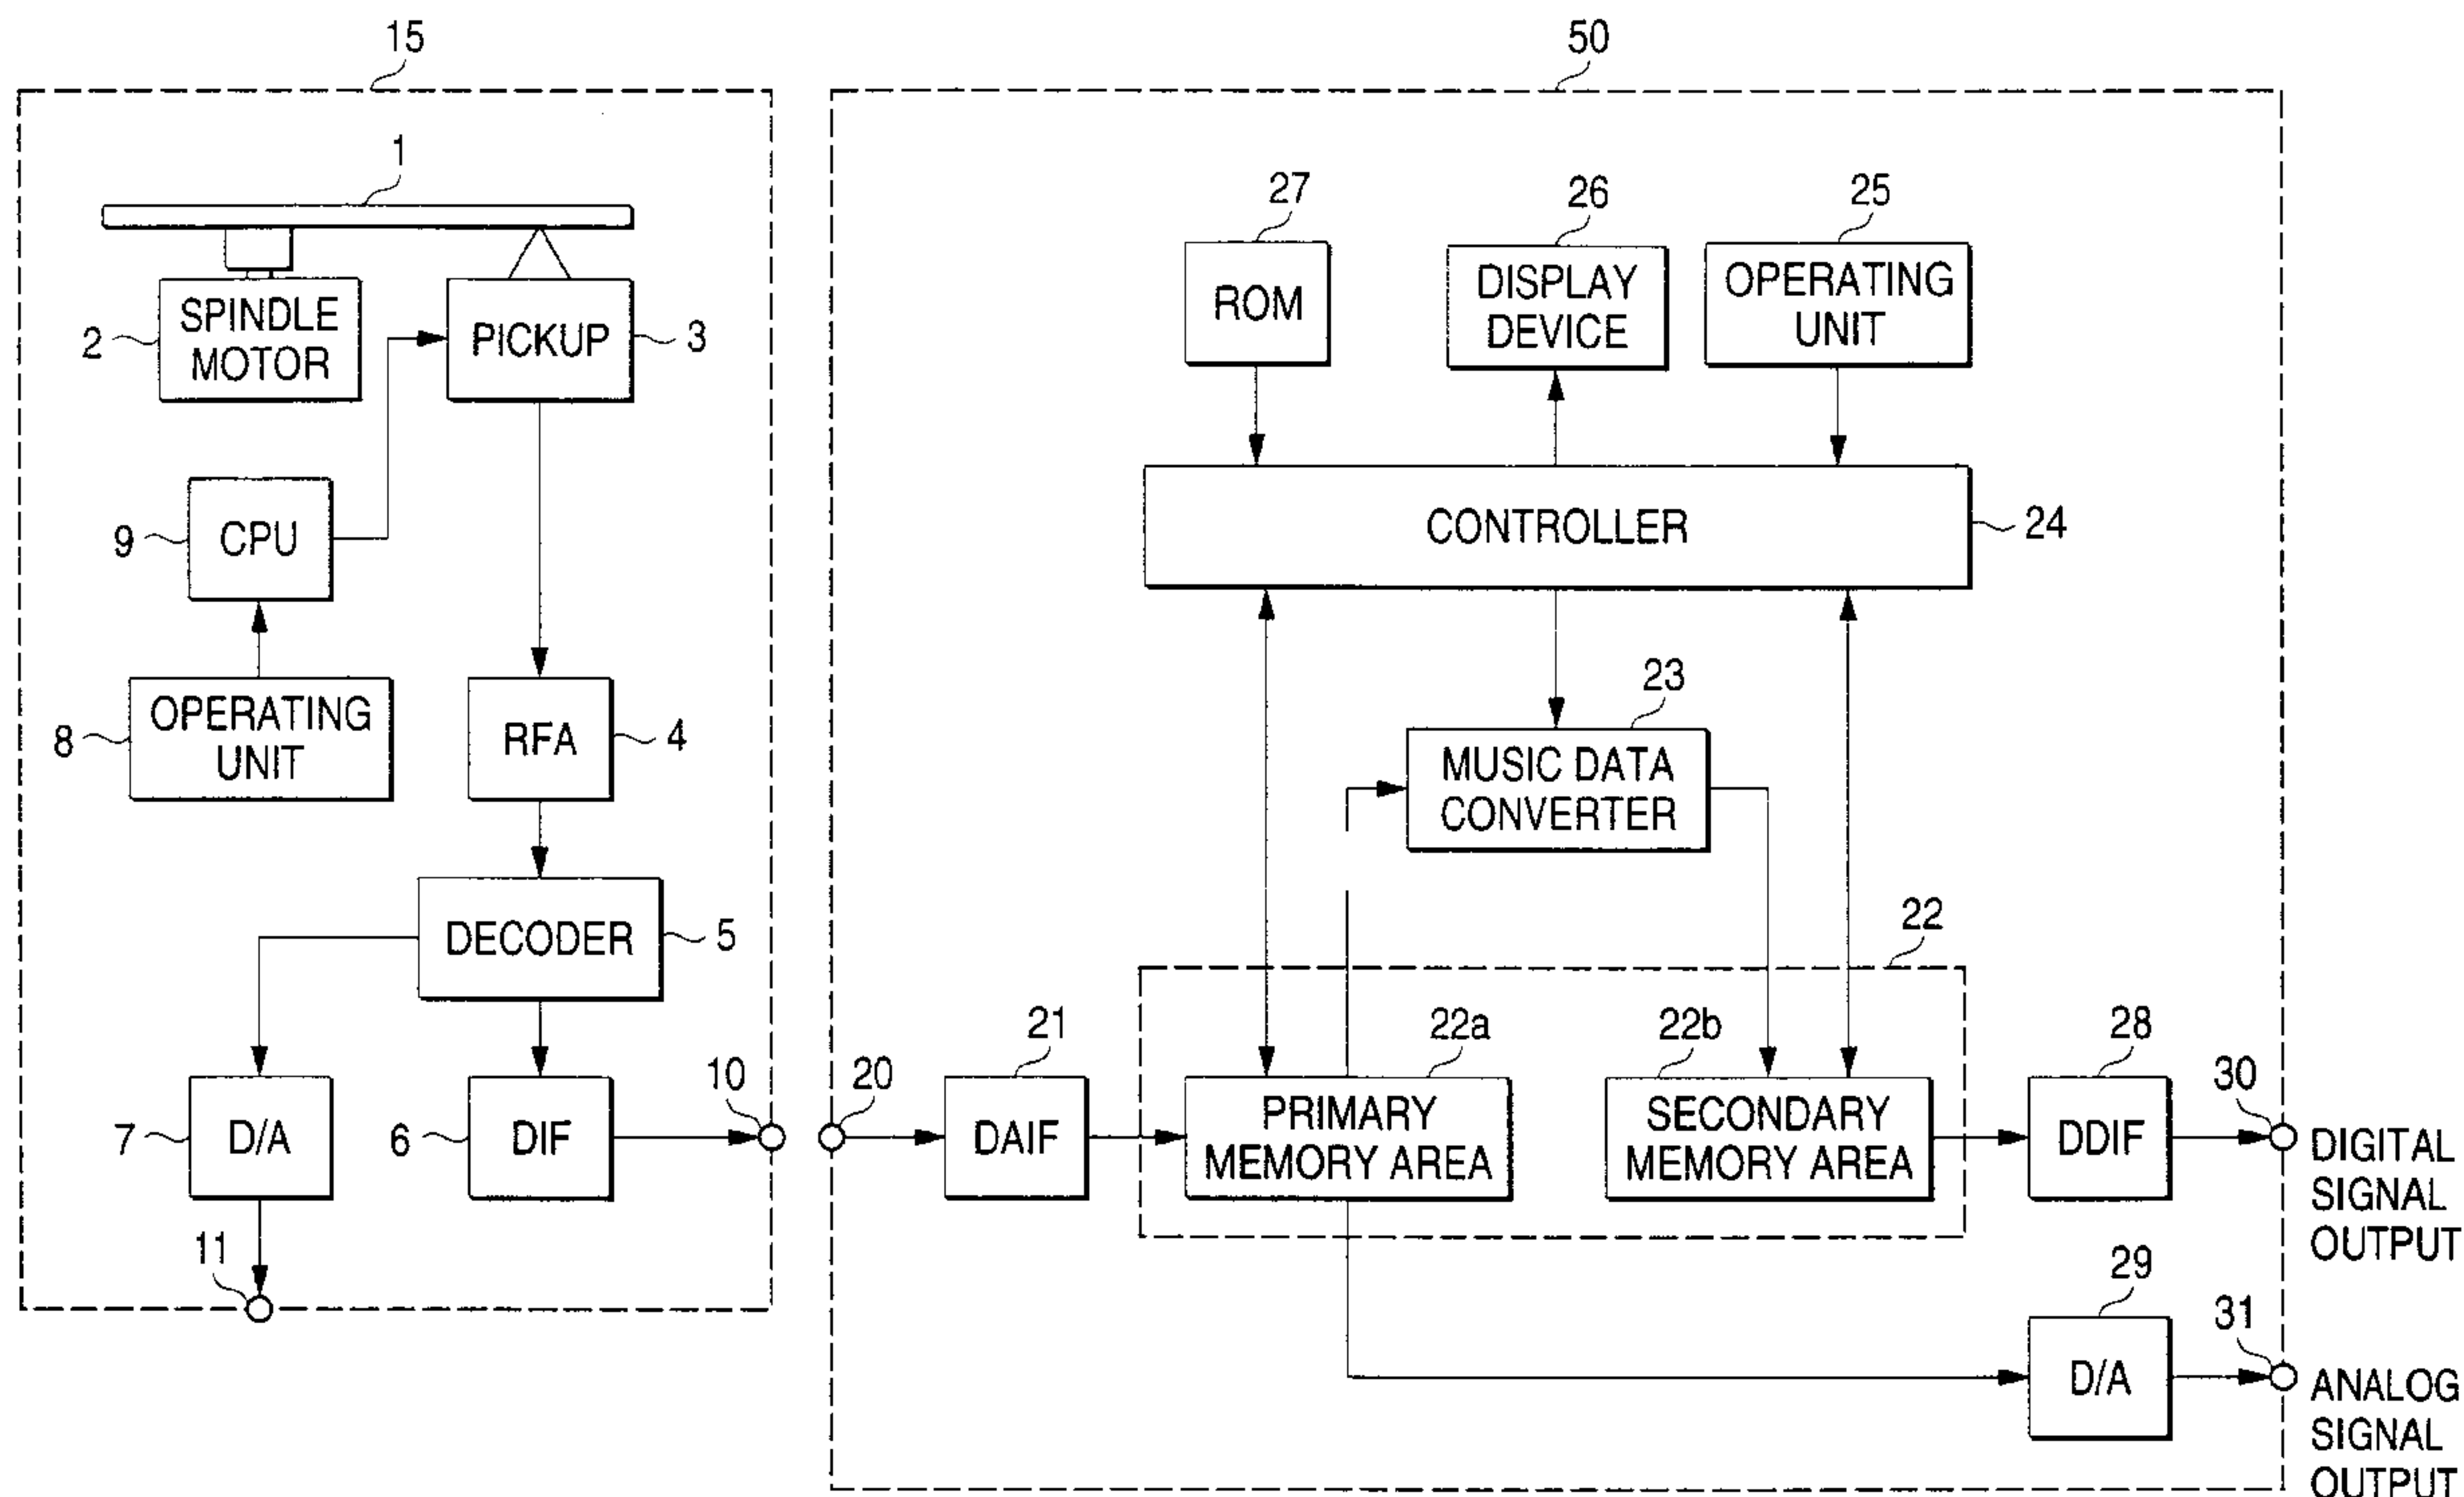 15
50
1
SPINDLE
MOTOR
2
PICKUP
3
CPU
9
OPERATING
UNIT
8
RFA
4
DECODER
5
D/A
7
DIF
6
10
11
27
ROM
26
DISPLAY
DEVICE
25
OPERATING
UNIT
CONTROLLER
24
23
MUSIC DATA
CONVERTER
22
20
21
DAIF
22a
PRIMARY
MEMORY AREA
22b
SECONDARY
MEMORY AREA
28
DDIF
30
DIGITAL
SIGNAL
OUTPUT
29
D/A
31
ANALOG
SIGNAL
OUTPUT